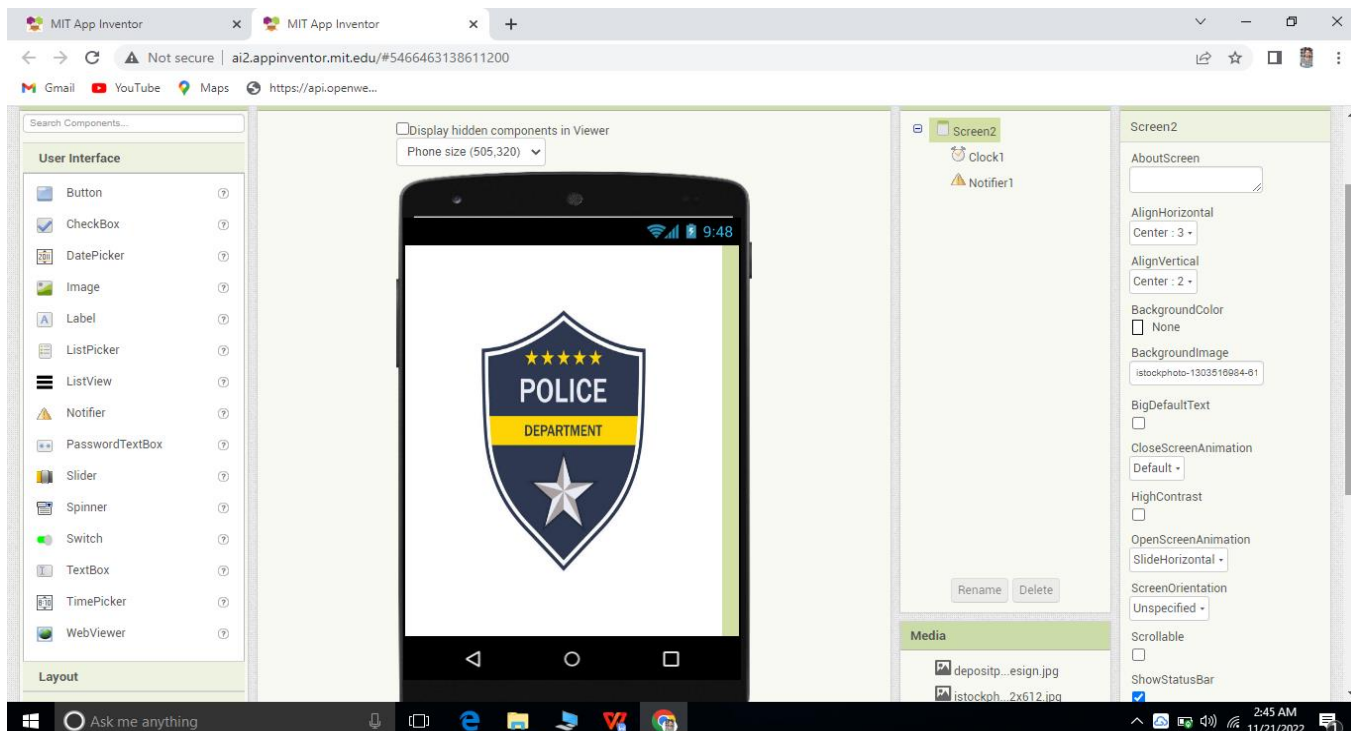 MIT App Inventor
MIT App Inventor
Not secure | ai2.appinventor.mit.edu/#5466463138611200
Gmail YouTube Maps https://api.openwe...
Search Components...
User Interface
Button
CheckBox
DatePicker
Image
Label
ListPicker
ListView
Notifier
PasswordTextBox
Slider
Spinner
Switch
TextBox
TimePicker
WebViewer
Layout
Display hidden components in Viewer
Phone size (505,320)
9:48
POLICE
DEPARTMENT
Screen2
Clock1
Notifier1
Rename Delete
Media
depositp...esign.jpg
istockph...2x612.jpg
Screen2
AboutScreen
AlignHorizontal
Center : 3
AlignVertical
Center : 2
BackgroundColor
None
BackgroundImage
istockphoto-1303516984-61
BigDefaultText
CloseScreenAnimation
Default
HighContrast
OpenScreenAnimation
SlideHorizontal
ScreenOrientation
Unspecified
Scrollable
ShowStatusBar
Ask me anything
2:45 AM
11/21/2022